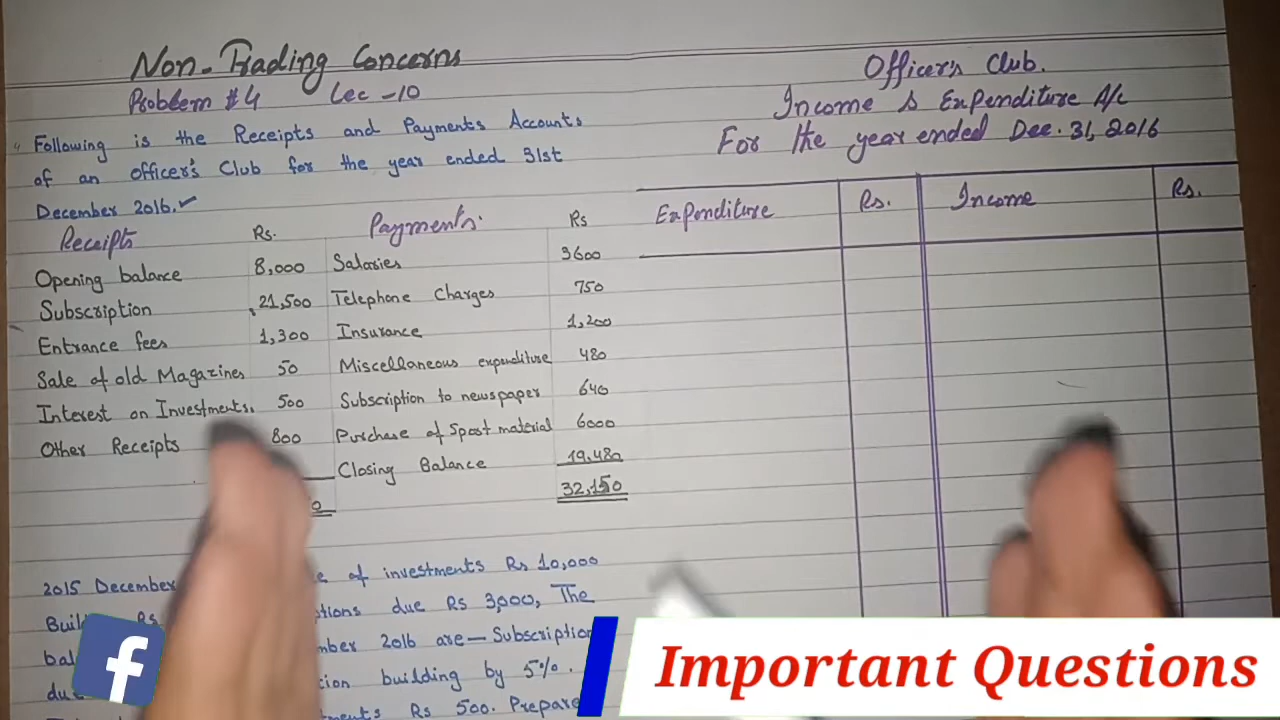 Non-Trading Concerns
Problem #4 Lec-10
Following is the Receipts and Payments Accounts
of an officer's Club for the year ended 31st
December 2016.
Receipts Rs. Payments. Rs
Opening balance 8,000 Salaries 3600
Subscription 21,500 Telephone Charges 750
Entrance fees 1,300 Insurance 1,200
Sale of old Magazines 50 Miscellaneous expenditure 480
Interest on Investments. 500 Subscription to newspaper 640
Other Receipts 800 Purchase of Sport material 6000
Closing Balance 19,480
0 32,150
2015 December of investments Rs 10,000
Rs due Rs 3,000, The
2016 are— Subscription
building by 5%.
Rs 500. Prepare
Officer's Club.
Income & Expenditure A/c
For the year ended Dec. 31, 2016
Expenditure Rs. Income Rs.
f
Important Questions